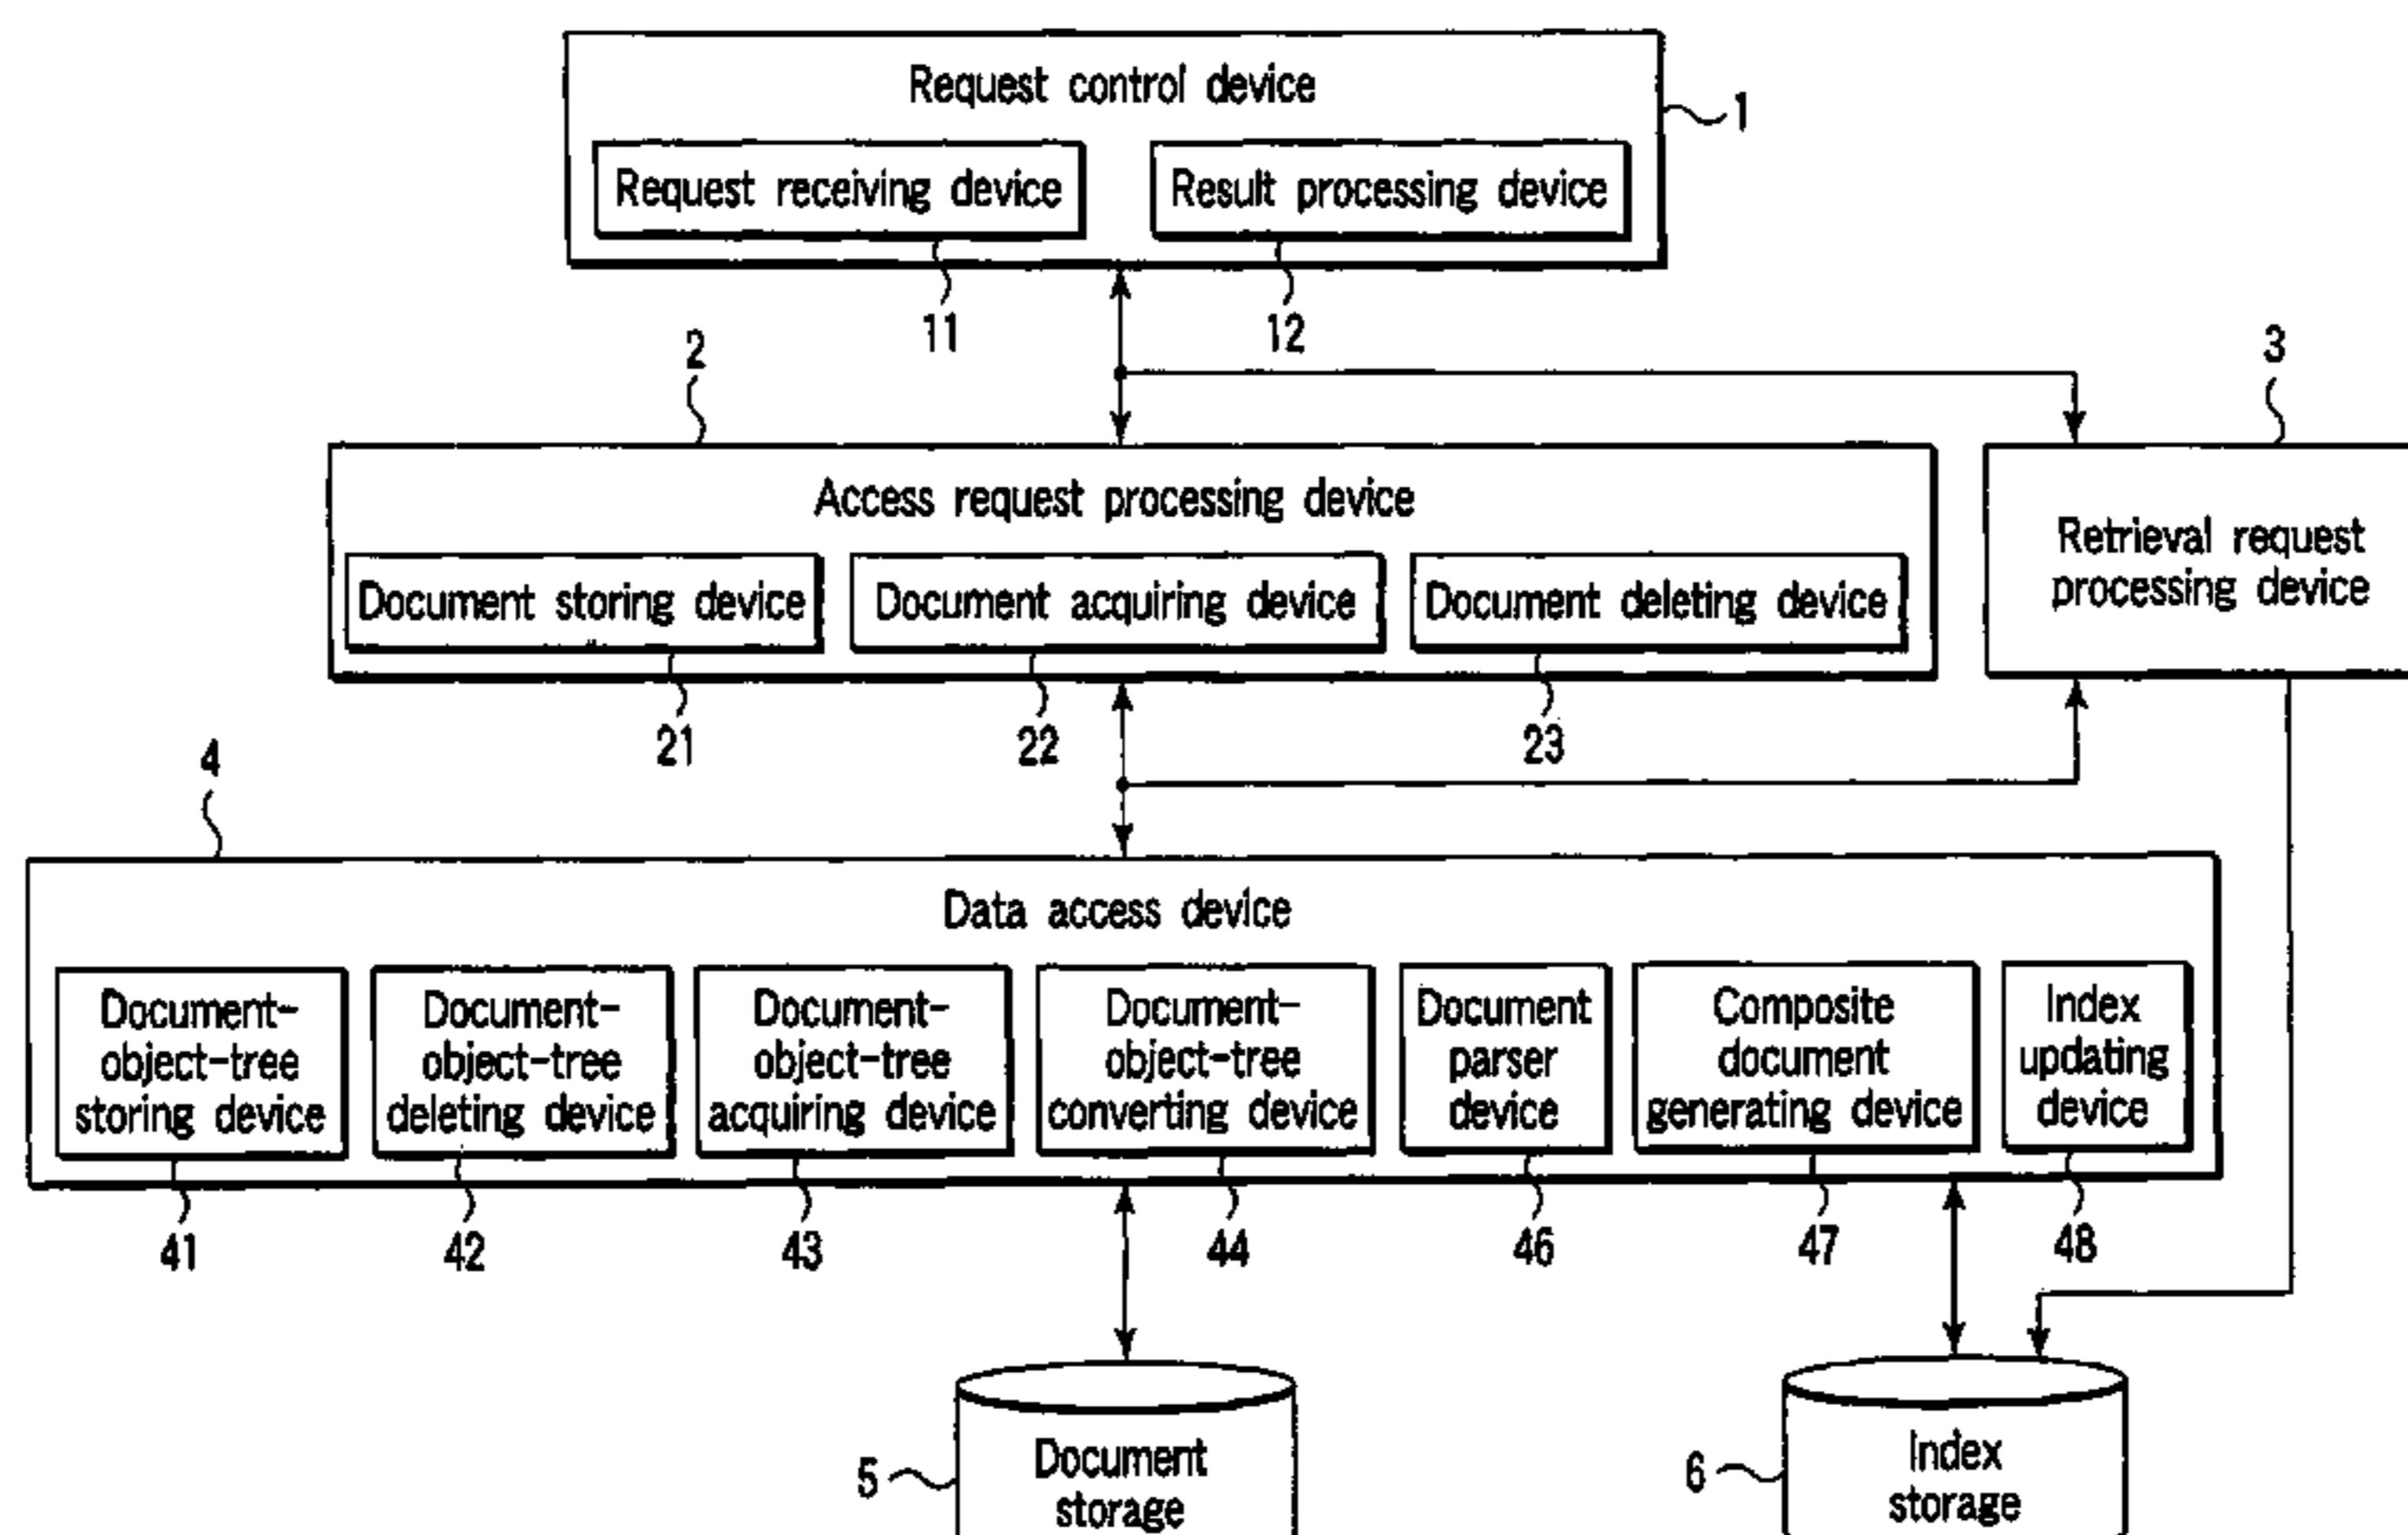 Request control device
1
Request receiving device
Result processing device
11
12
2
3
Access request processing device
Retrieval request
processing device
Document storing device
Document acquiring device
Document deleting device
21
22
23
4
Data access device
Document-
object-tree
storing device
Document-
object-tree
deleting device
Document-
object-tree
acquiring device
Document-
object-tree
converting device
Document
parser
device
Composite
document
generating device
Index
updating
device
41
42
43
44
46
47
48
5
Document
storage
6
Index
storage